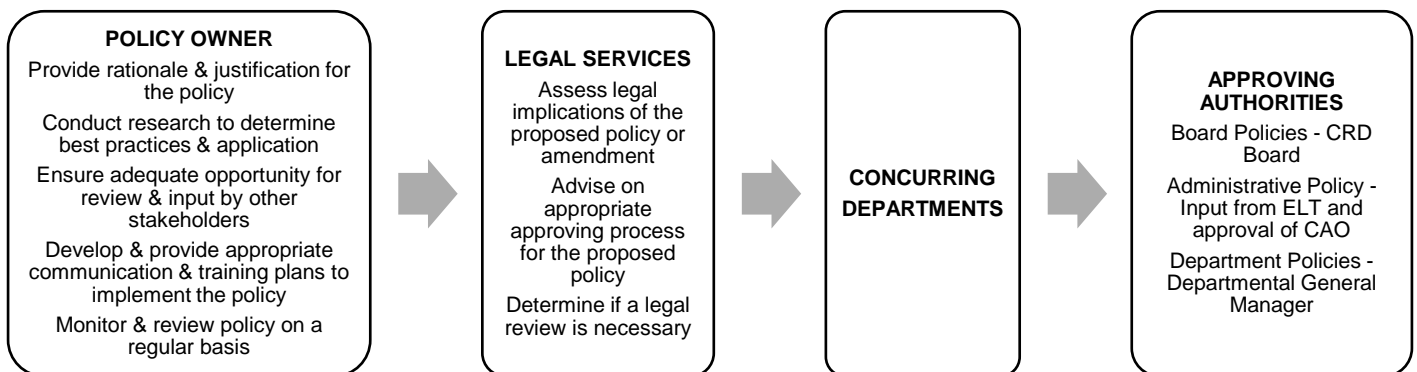 POLICY OWNER
Provide rationale & justification for
the policy
Conduct research to determine
best practices & application
Ensure adequate opportunity for
review & input by other
stakeholders
Develop & provide appropriate
communication & training plans to
implement the policy
Monitor & review policy on a
regular basis
LEGAL SERVICES
Assess legal
implications of the
proposed policy or
amendment
Advise on
appropriate
approving process
for the proposed
policy
Determine if a legal
review is necessary
CONCURRING
DEPARTMENTS
APPROVING
AUTHORITIES
Board Policies - CRD
Board
Administrative Policy -
Input from ELT and
approval of CAO
Department Policies -
Departmental General
Manager